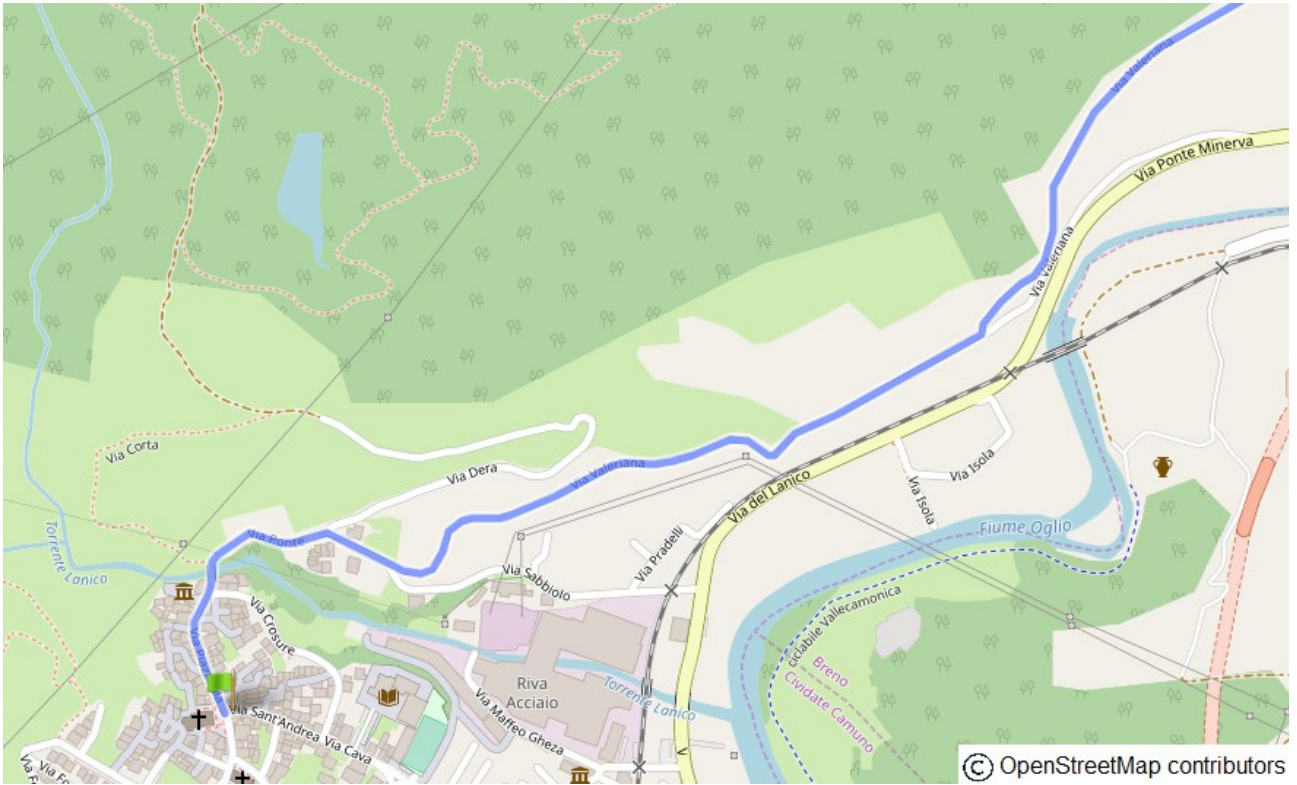 Via Valeriana
Via Ponte Minerva
Via Valeriana
Via Corta
Via Dera
Via Valeriana
Via Isola
Via Isola
Via del Lanico
Fiume Oglio
Via Ponte
Torrente Lanico
Via Pradelli
Via Sabbiolo
ciclabile Vallecamonica
Via Crosure
Breno
Cividate Camuno
Riva
Acciaio
Torrente Lanico
Via Maffeo Gheza
Via Sant'Andrea
Via Cava
© OpenStreetMap contributors